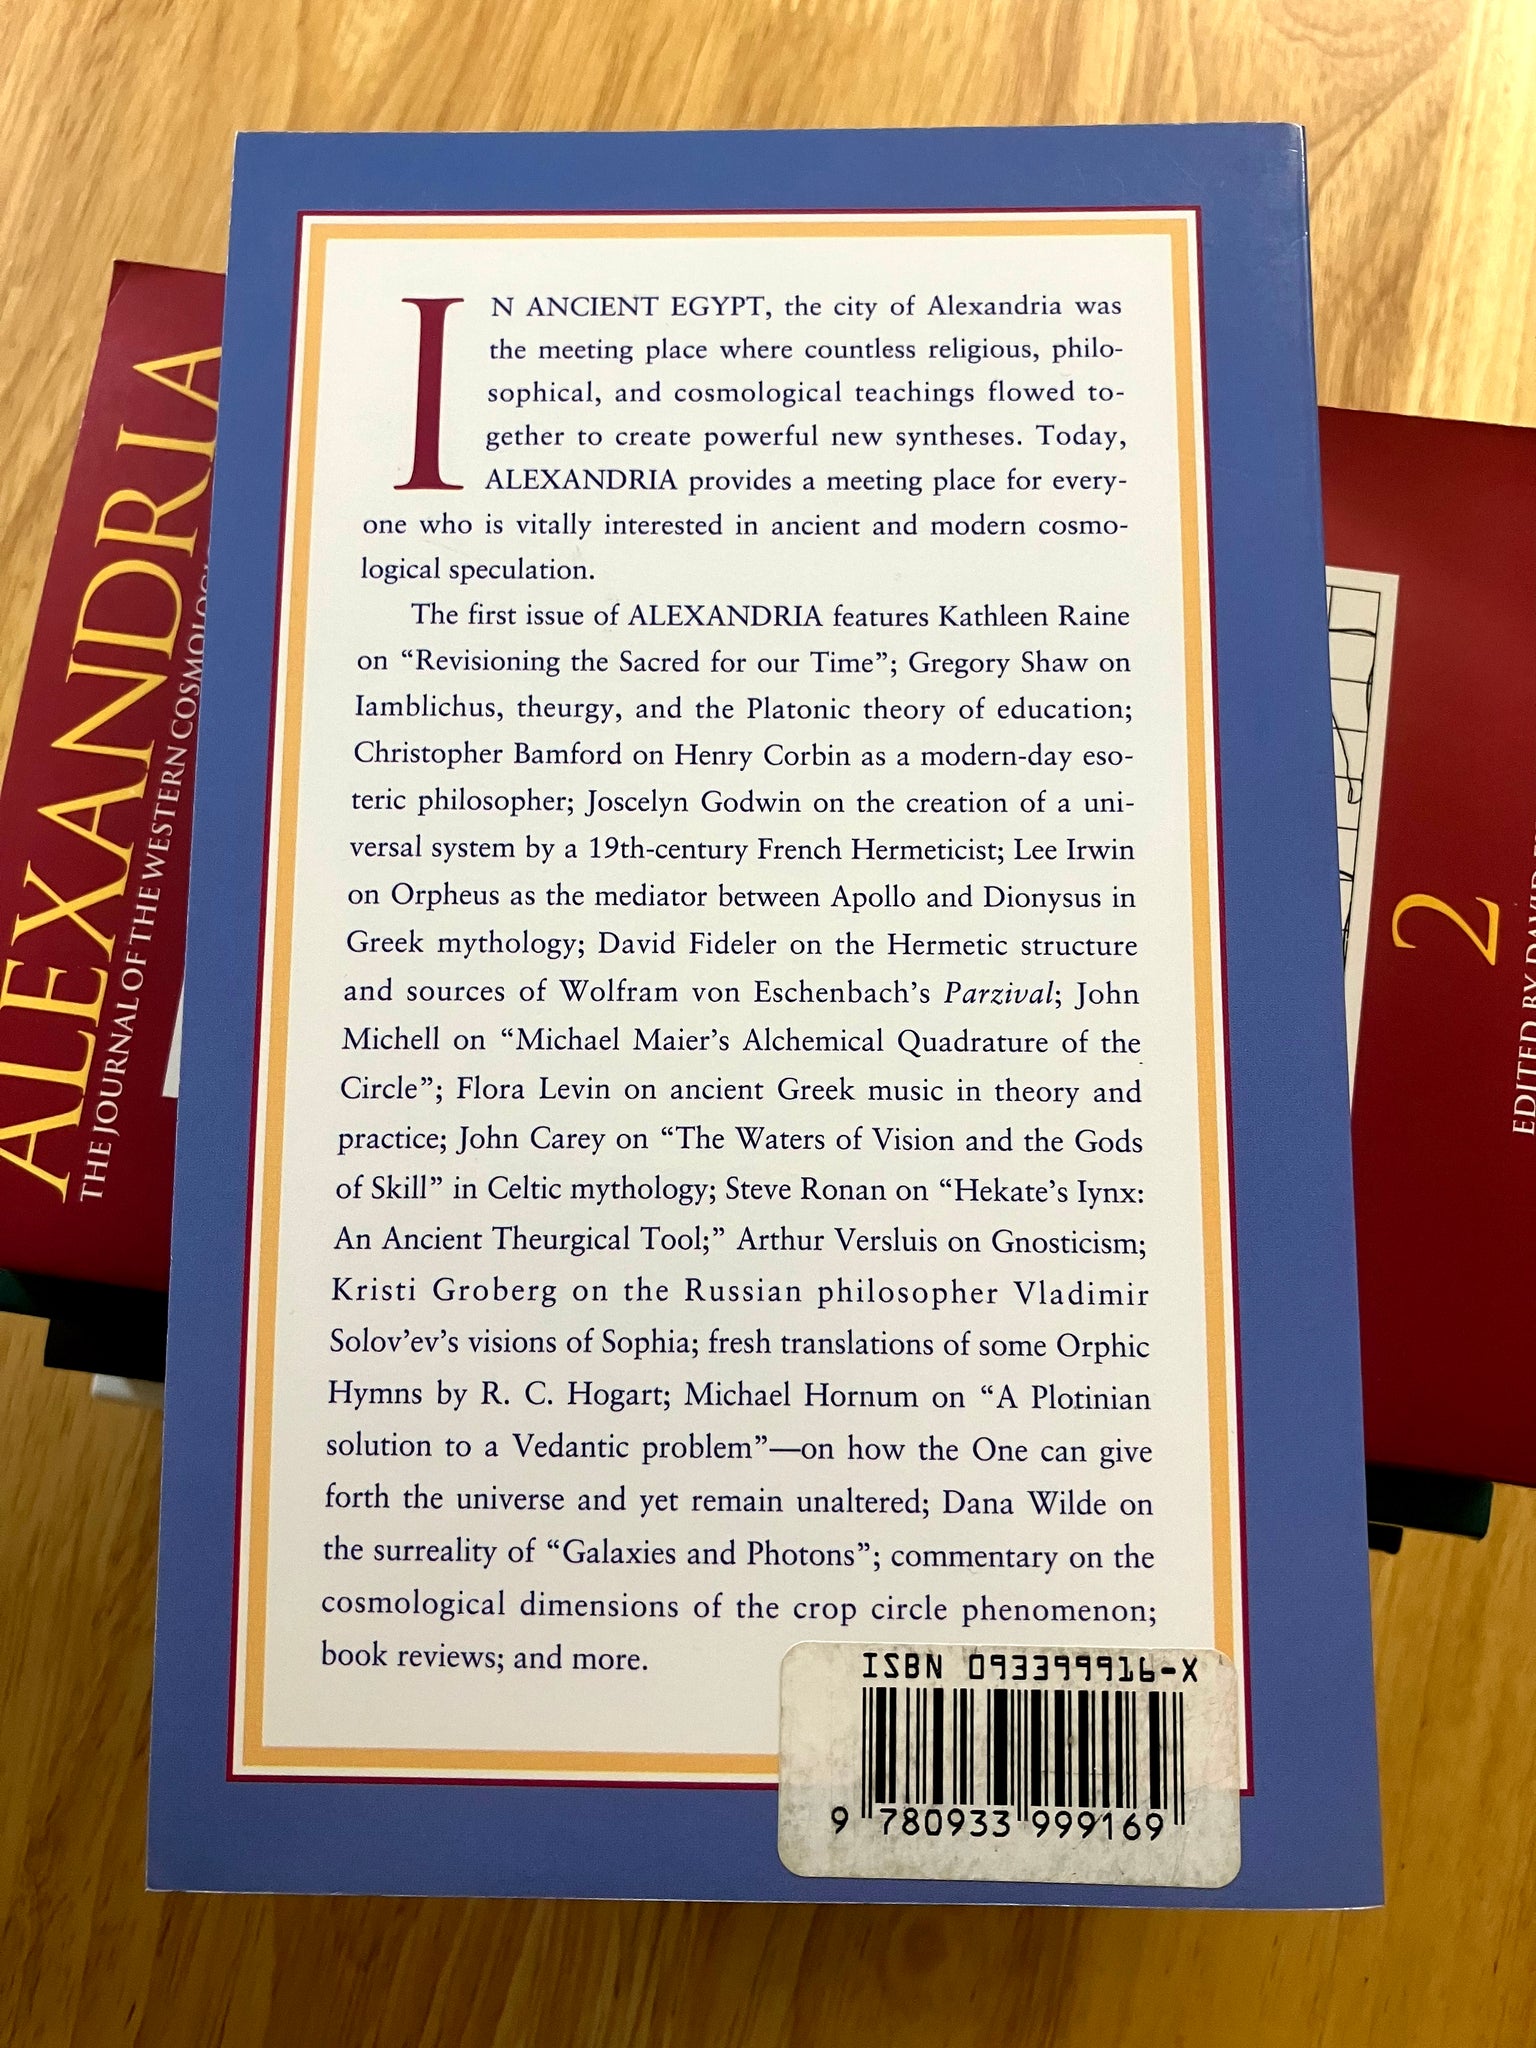 IN ANCIENT EGYPT, the city of Alexandria was
the meeting place where countless religious, philo-
sophical, and cosmological teachings flowed to-
gether to create powerful new syntheses. Today,
ALEXANDRIA provides a meeting place for every-
one who is vitally interested in ancient and modern cosmo-
logical speculation.
The first issue of ALEXANDRIA features Kathleen Raine
on “Revisioning the Sacred for our Time”; Gregory Shaw on
Iamblichus, theurgy, and the Platonic theory of education;
Christopher Bamford on Henry Corbin as a modern-day eso-
teric philosopher; Joscelyn Godwin on the creation of a uni-
versal system by a 19th-century French Hermeticist; Lee Irwin
on Orpheus as the mediator between Apollo and Dionysus in
Greek mythology; David Fideler on the Hermetic structure
and sources of Wolfram von Eschenbach’s Parzival; John
Michell on “Michael Maier’s Alchemical Quadrature of the
Circle”; Flora Levin on ancient Greek music in theory and
practice; John Carey on “The Waters of Vision and the Gods
of Skill” in Celtic mythology; Steve Ronan on “Hekate’s Iynx:
An Ancient Theurgical Tool;” Arthur Versluis on Gnosticism;
Kristi Groberg on the Russian philosopher Vladimir
Solov’ev’s visions of Sophia; fresh translations of some Orphic
Hymns by R. C. Hogart; Michael Hornum on “A Plotinian
solution to a Vedantic problem”—on how the One can give
forth the universe and yet remain unaltered; Dana Wilde on
the surreality of “Galaxies and Photons”; commentary on the
cosmological dimensions of the crop circle phenomenon;
book reviews; and more.
ISBN 093399916-X
9 780933 999169
ALEXANDRIA
THE JOURNAL OF THE WESTERN
2
EDITED BY DAVID